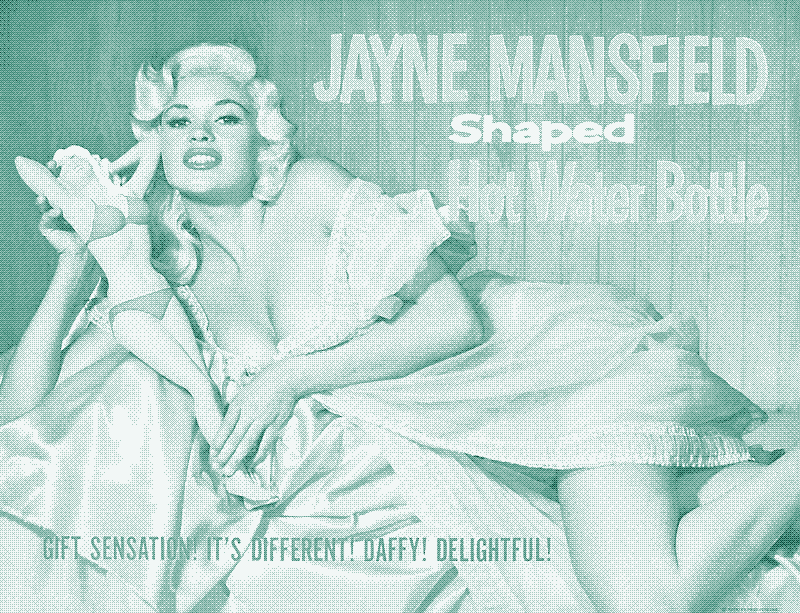 JAYNE MANSFIELD
Shaped
Hot Water Bottle
GIFT SENSATION! IT'S DIFFERENT! DAFFY! DELIGHTFUL!